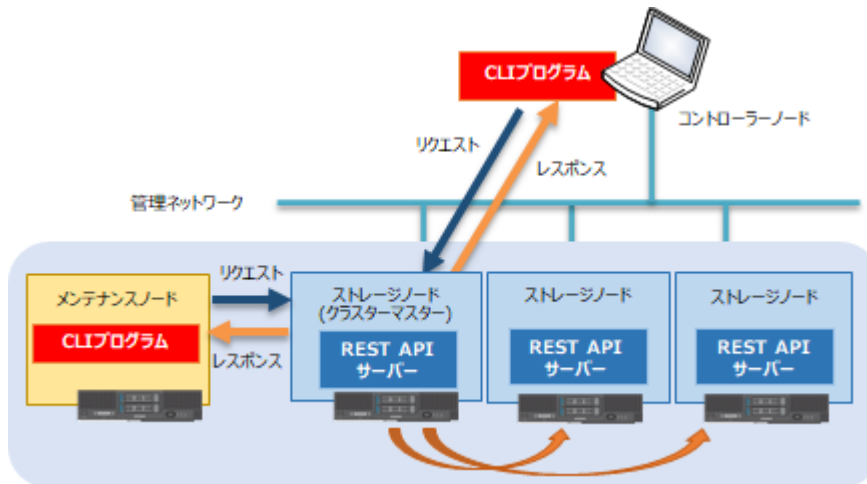 CLIプログラム
コントローラーノード
リクエスト
レスポンス
管理ネットワーク
メンテナンスノード
CLIプログラム
リクエスト
レスポンス
ストレージノード
(クラスターマスター)
REST API
サーバー
ストレージノード
REST API
サーバー
ストレージノード
REST API
サーバー